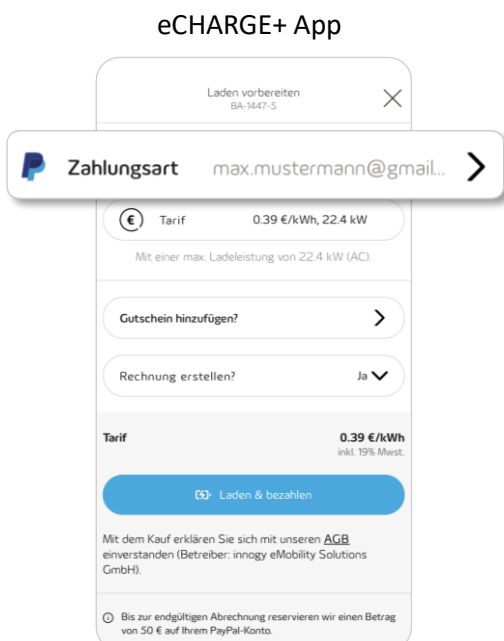 eCHARGE+ App
Laden vorbereiten
BA-1447-5
Zahlungsart max.mustermann@gmail...
Tarif 0.39 €/kWh, 22.4 kW
Mit einer max. Ladeleistung von 22.4 kW (AC).
Gutschein hinzufügen?
Rechnung erstellen? Ja
Tarif 0.39 €/kWh
inkl. 19% Mwst.
Laden & bezahlen
Mit dem Kauf erklären Sie sich mit unseren AGB
einverstanden (Betreiber: innogy eMobility Solutions
GmbH).
Bis zur endgültigen Abrechnung reservieren wir einen Betrag
von 50 € auf Ihrem PayPal-Konto.